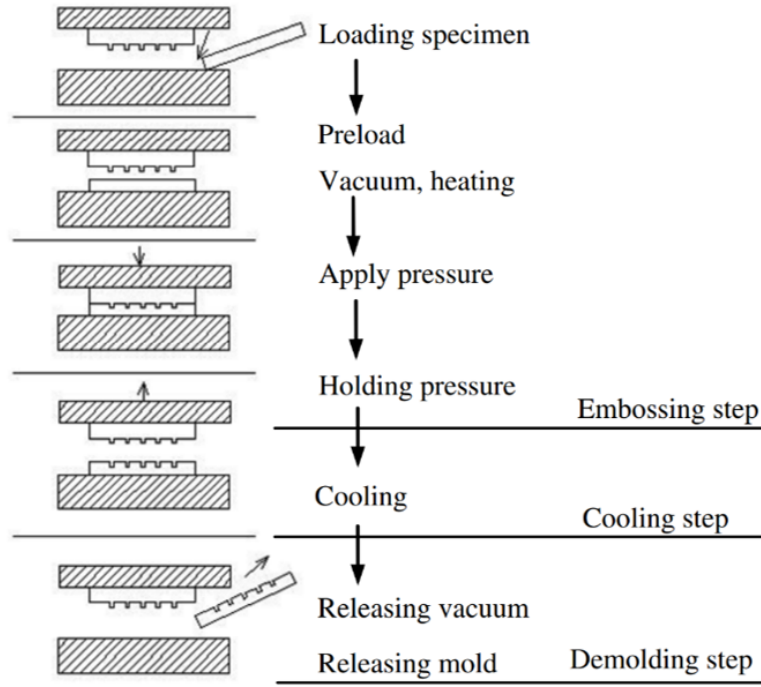 Loading specimen
Preload
Vacuum, heating
Apply pressure
Holding pressure
Embossing step
Cooling
Cooling step
Releasing vacuum
Releasing mold
Demolding step